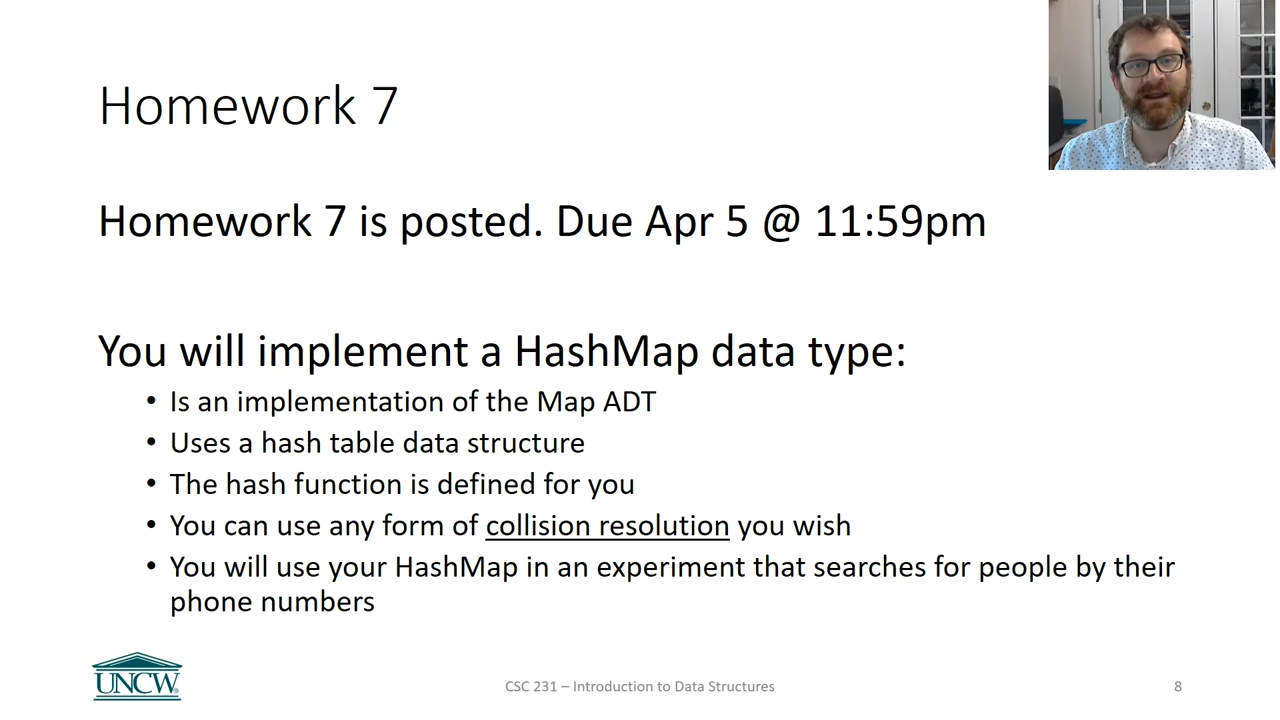 Homework 7
Homework 7 is posted. Due Apr 5 @ 11:59pm
You will implement a HashMap data type:
• Is an implementation of the Map ADT
• Uses a hash table data structure
• The hash function is defined for you
• You can use any form of collision resolution you wish
• You will use your HashMap in an experiment that searches for people by their
phone numbers
UNCW®
CSC 231 – Introduction to Data Structures
8